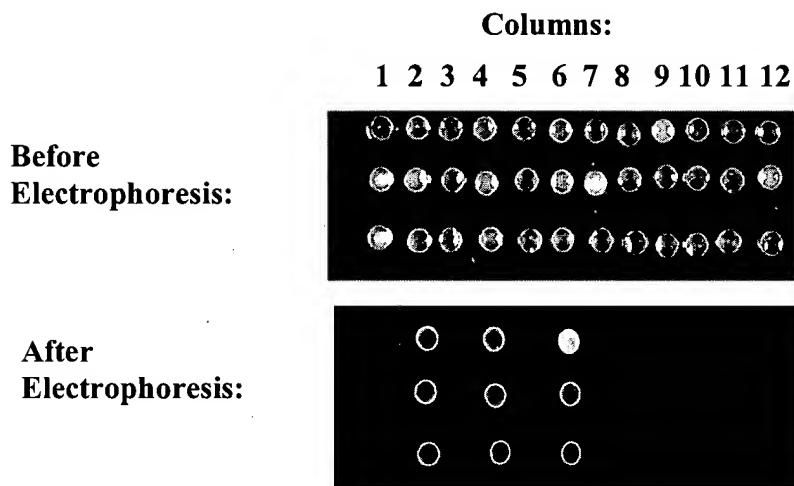 Columns:
1 2 3 4 5 6 7 8 9 10 11 12
Before
Electrophoresis:
After
Electrophoresis: